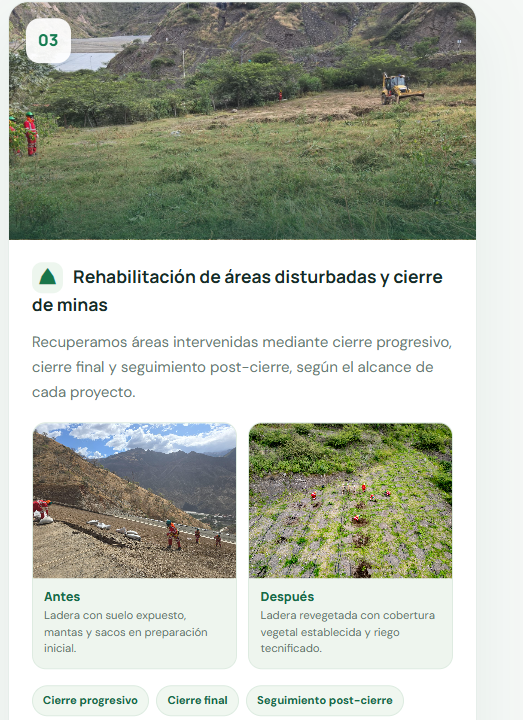 03
Rehabilitación de áreas disturbadas y cierre
de minas
Recuperamos áreas intervenidas mediante cierre progresivo,
cierre final y seguimiento post-cierre, según el alcance de
cada proyecto.
Antes
Ladera con suelo expuesto,
mantas y sacos en preparación
inicial.
Después
Ladera revegetada con cobertura
vegetal establecida y riego
tecnificado.
Cierre progresivo
Cierre final
Seguimiento post-cierre